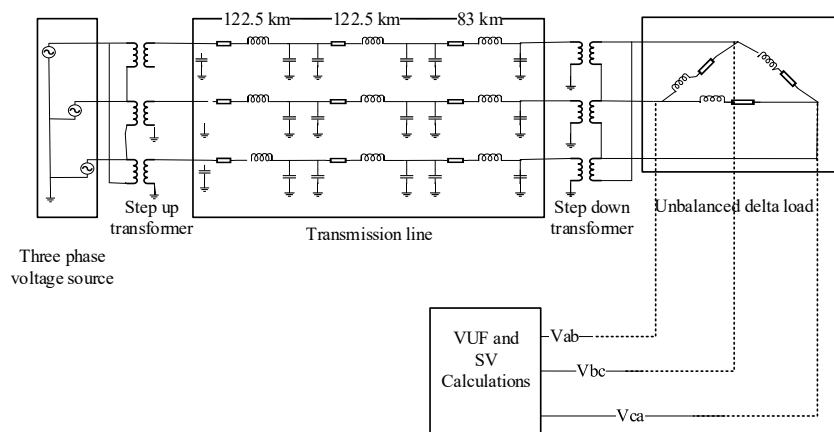 122.5 km 122.5 km 83 km
Step up
transformer
Transmission line
Step down
transformer
Unbalanced delta load
Three phase
voltage source
VUF and
SV
Calculations
Vab
Vbc
Vca